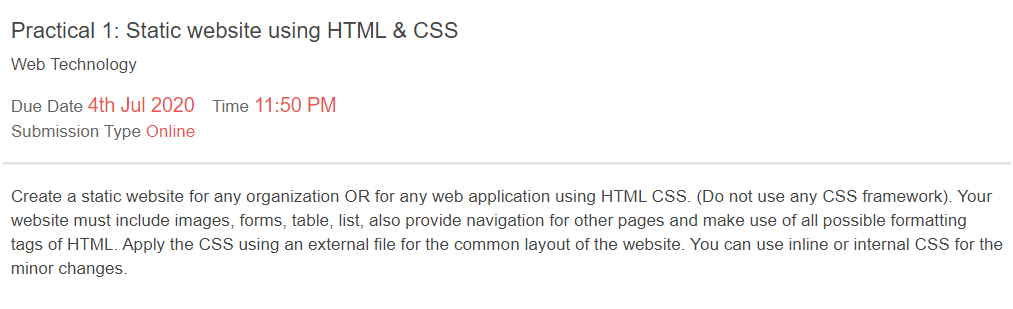 Practical 1: Static website using HTML & CSS
Web Technology
Due Date 4th Jul 2020 Time 11:50 PM
Submission Type Online
Create a static website for any organization OR for any web application using HTML CSS. (Do not use any CSS framework). Your
website must include images, forms, table, list, also provide navigation for other pages and make use of all possible formatting
tags of HTML. Apply the CSS using an external file for the common layout of the website. You can use inline or internal CSS for the
minor changes.